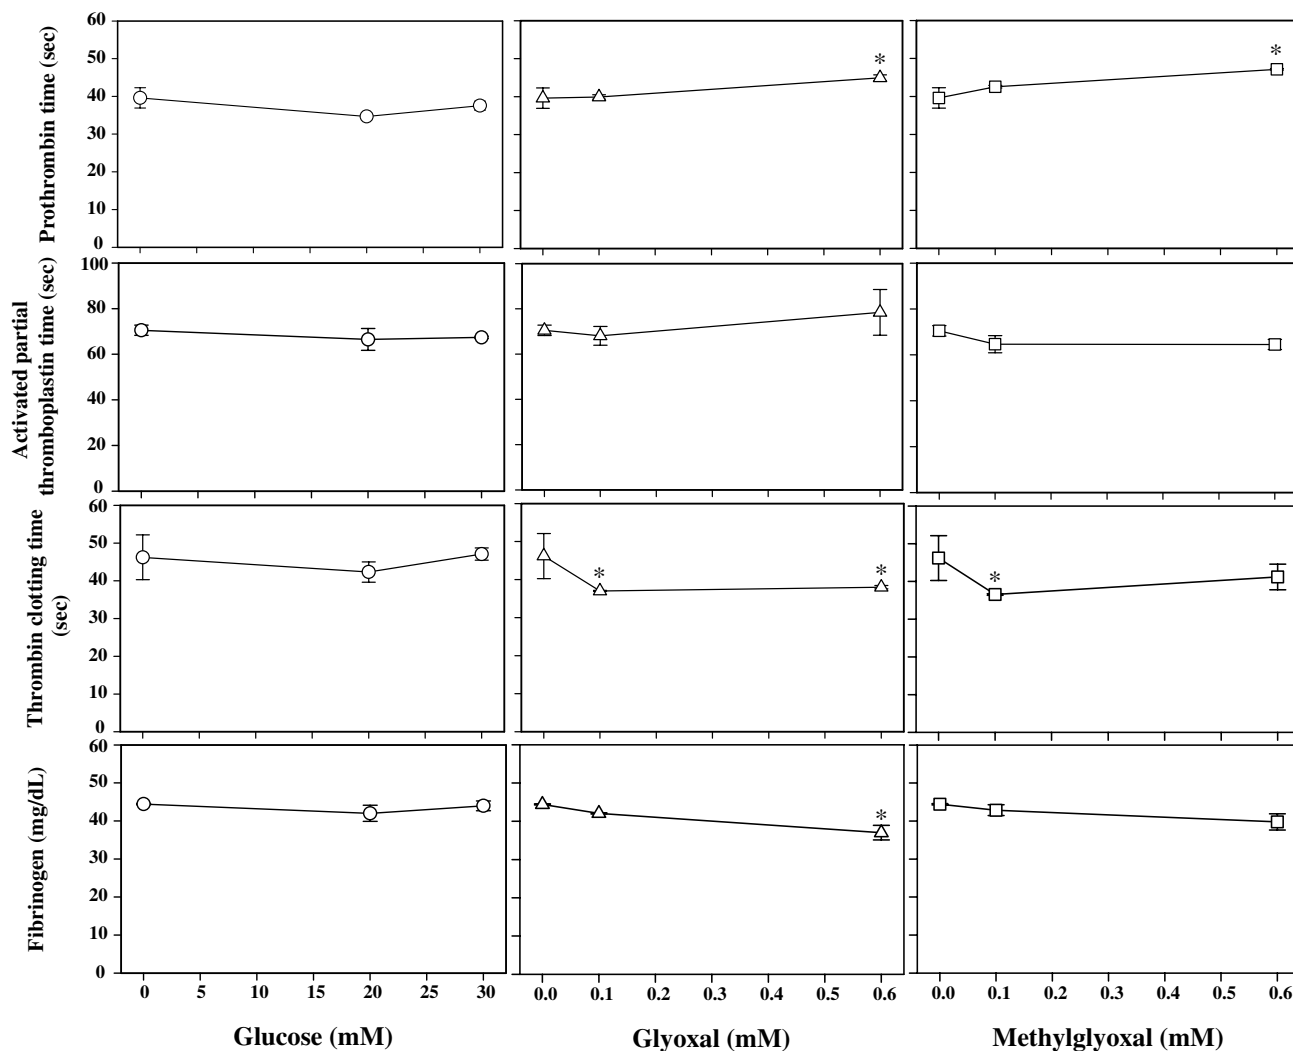 Prothrombin time (sec)
60
50
40
30
20
10
0
*
*
Activated partial
thromboplastin time (sec)
100
80
60
40
20
0
Thrombin clotting time
(sec)
60
50
40
30
20
10
0
*
*
*
Fibrinogen (mg/dL)
60
50
40
30
20
10
0
*
0 5 10 15 20 25 30
0.0 0.1 0.2 0.3 0.4 0.5 0.6
0.0 0.1 0.2 0.3 0.4 0.5 0.6
Glucose (mM)
Glyoxal (mM)
Methylglyoxal (mM)